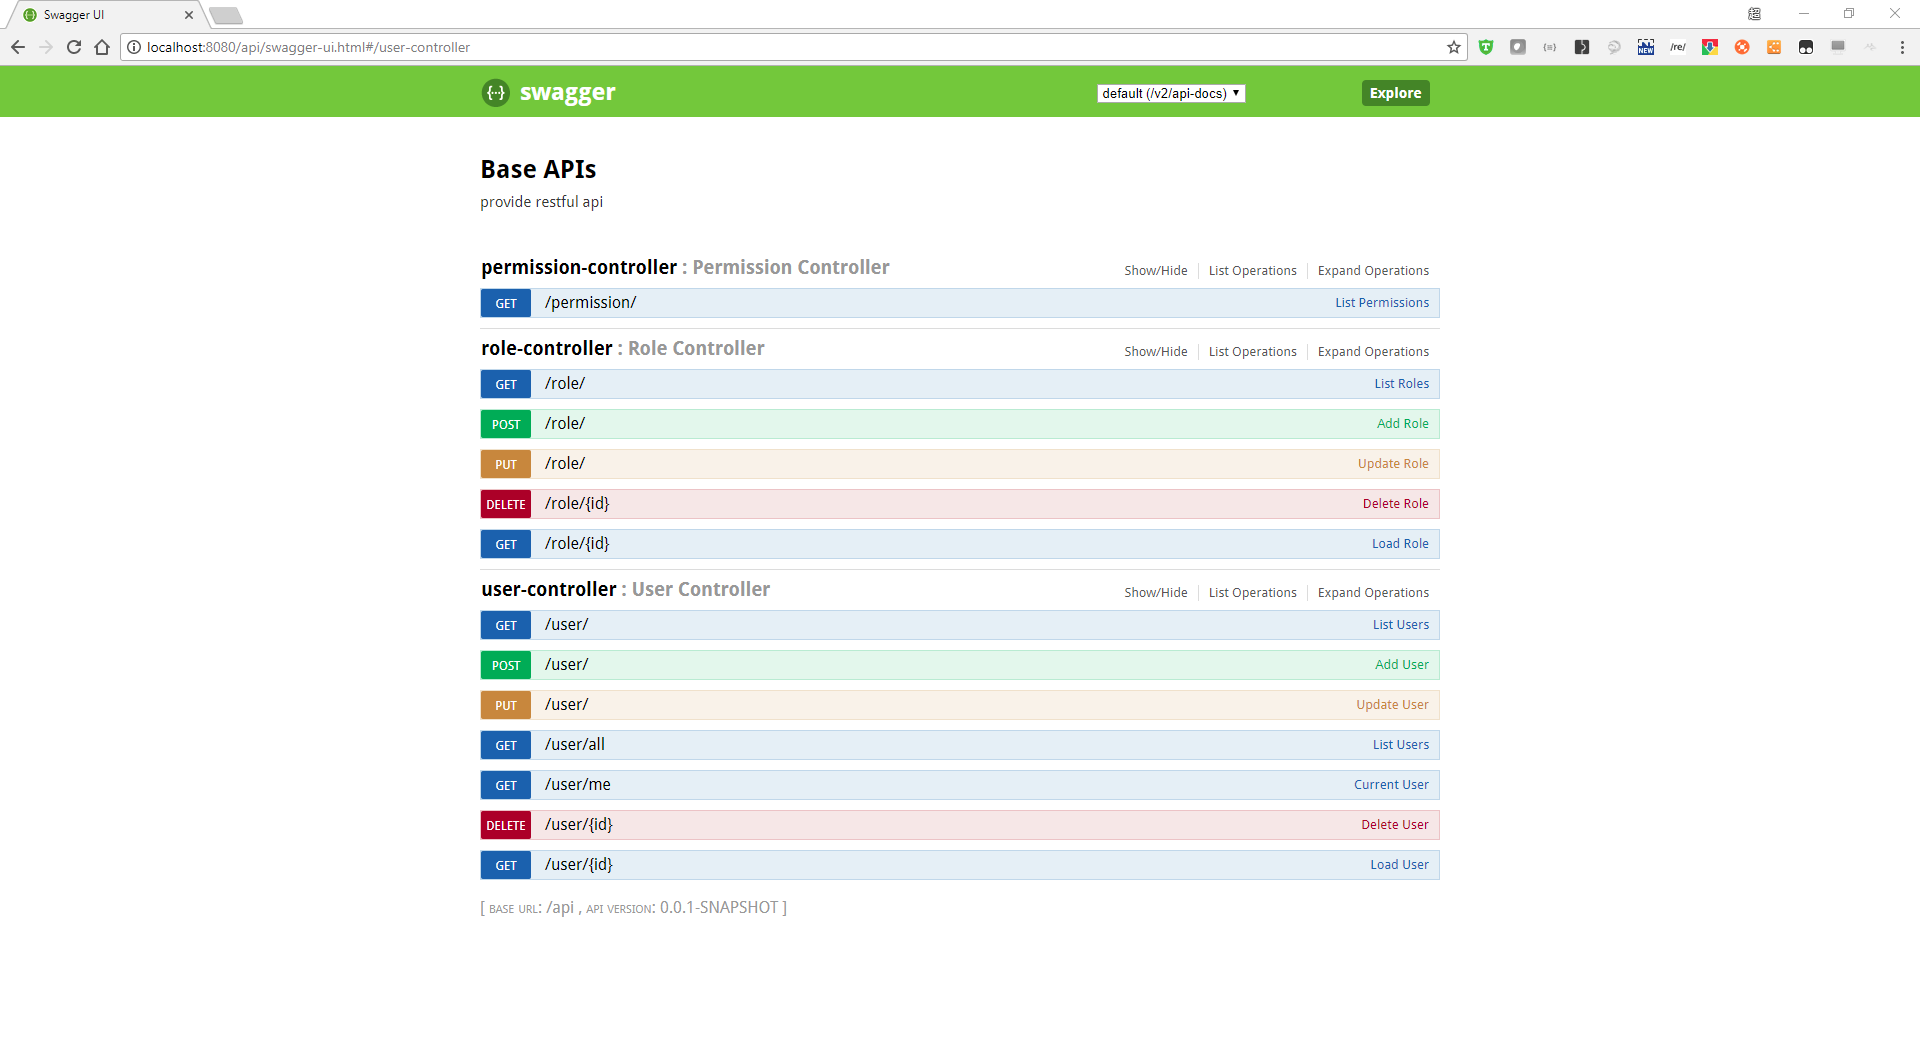 Swagger UI
localhost:8080/api/swagger-ui.html#/user-controller
NEW
/re/
{···} swagger
default (/v2/api-docs)
Explore
Base APIs
provide restful api
permission-controller : Permission Controller
Show/Hide List Operations Expand Operations
GET /permission/ List Permissions
role-controller : Role Controller
Show/Hide List Operations Expand Operations
GET /role/ List Roles
POST /role/ Add Role
PUT /role/ Update Role
DELETE /role/{id} Delete Role
GET /role/{id} Load Role
user-controller : User Controller
Show/Hide List Operations Expand Operations
GET /user/ List Users
POST /user/ Add User
PUT /user/ Update User
GET /user/all List Users
GET /user/me Current User
DELETE /user/{id} Delete User
GET /user/{id} Load User
[ BASE URL: /api , API VERSION: 0.0.1-SNAPSHOT ]